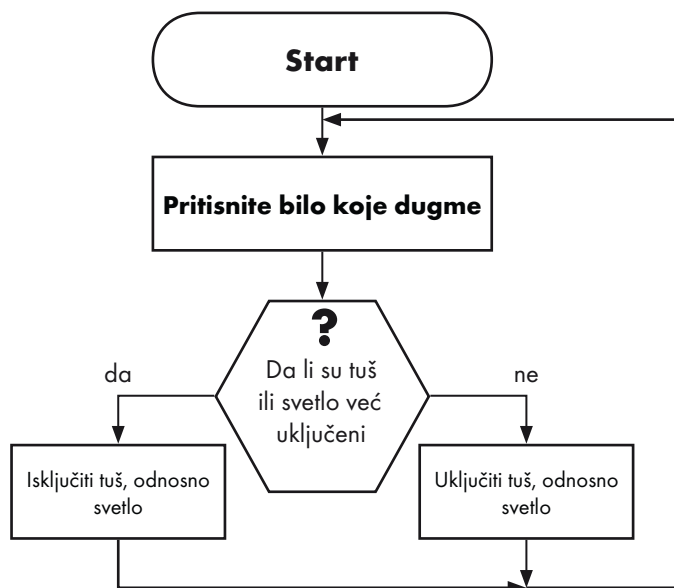 Start
Pritisnite bilo koje dugme
?
Da li su tuš
ili svetlo već
uključeni
da
ne
Isključiti tuš, odnosno
svetlo
Uključiti tuš, odnosno
svetlo